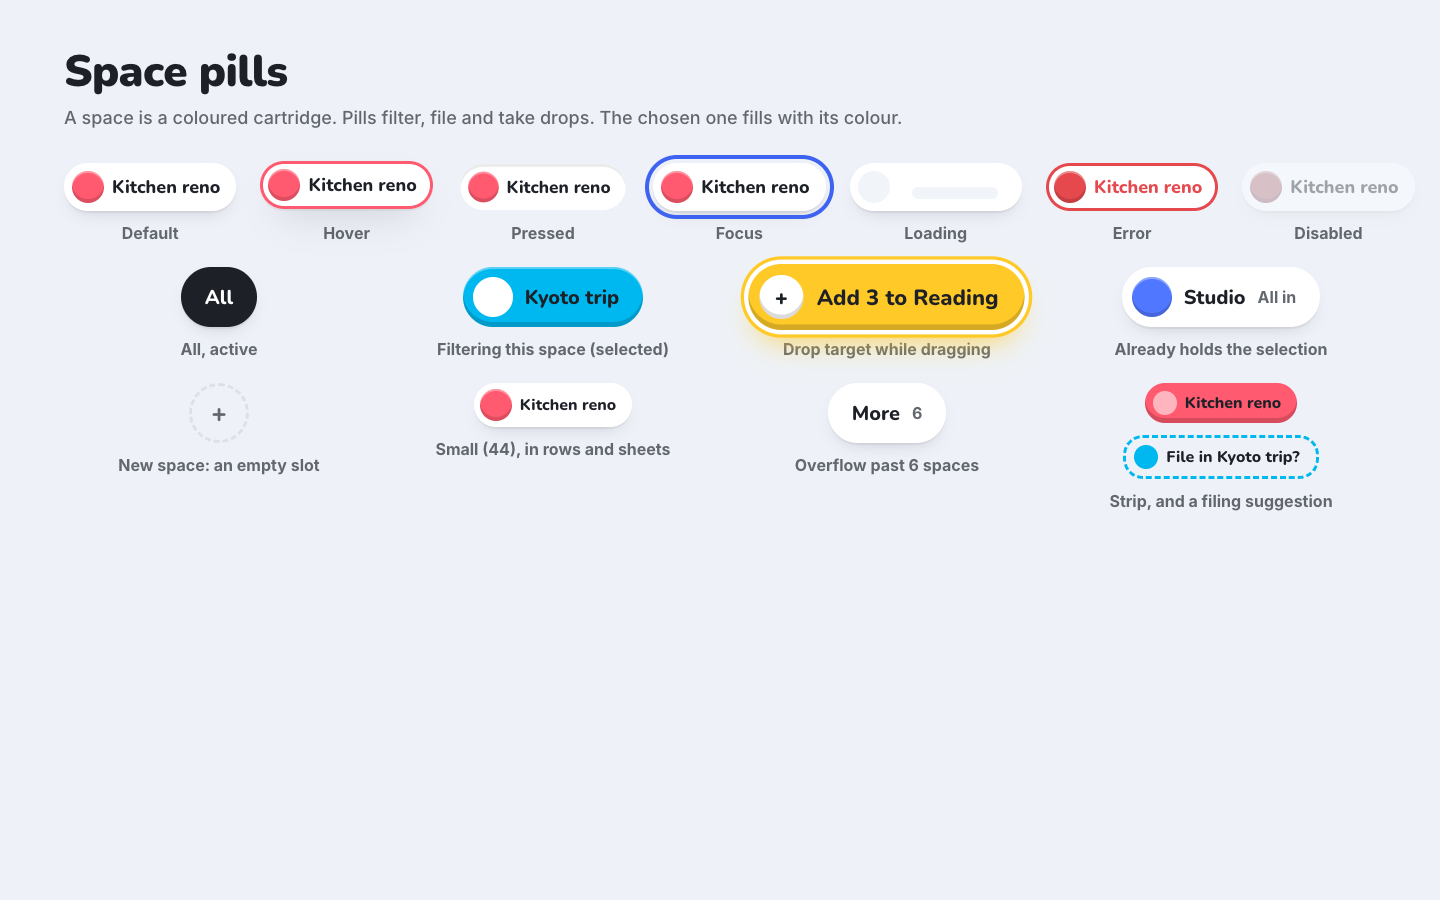 Space pills
A space is a coloured cartridge. Pills filter, file and take drops. The chosen one fills with its colour.
Kitchen reno Kitchen reno Kitchen reno Kitchen reno Kitchen reno Kitchen reno
Default Hover Pressed Focus Loading Error Disabled
All Kyoto trip + Add 3 to Reading Studio All in
All, active Filtering this space (selected) Drop target while dragging Already holds the selection
+ Kitchen reno More 6 Kitchen reno
File in Kyoto trip?
New space: an empty slot Small (44), in rows and sheets Overflow past 6 spaces Strip, and a filing suggestion